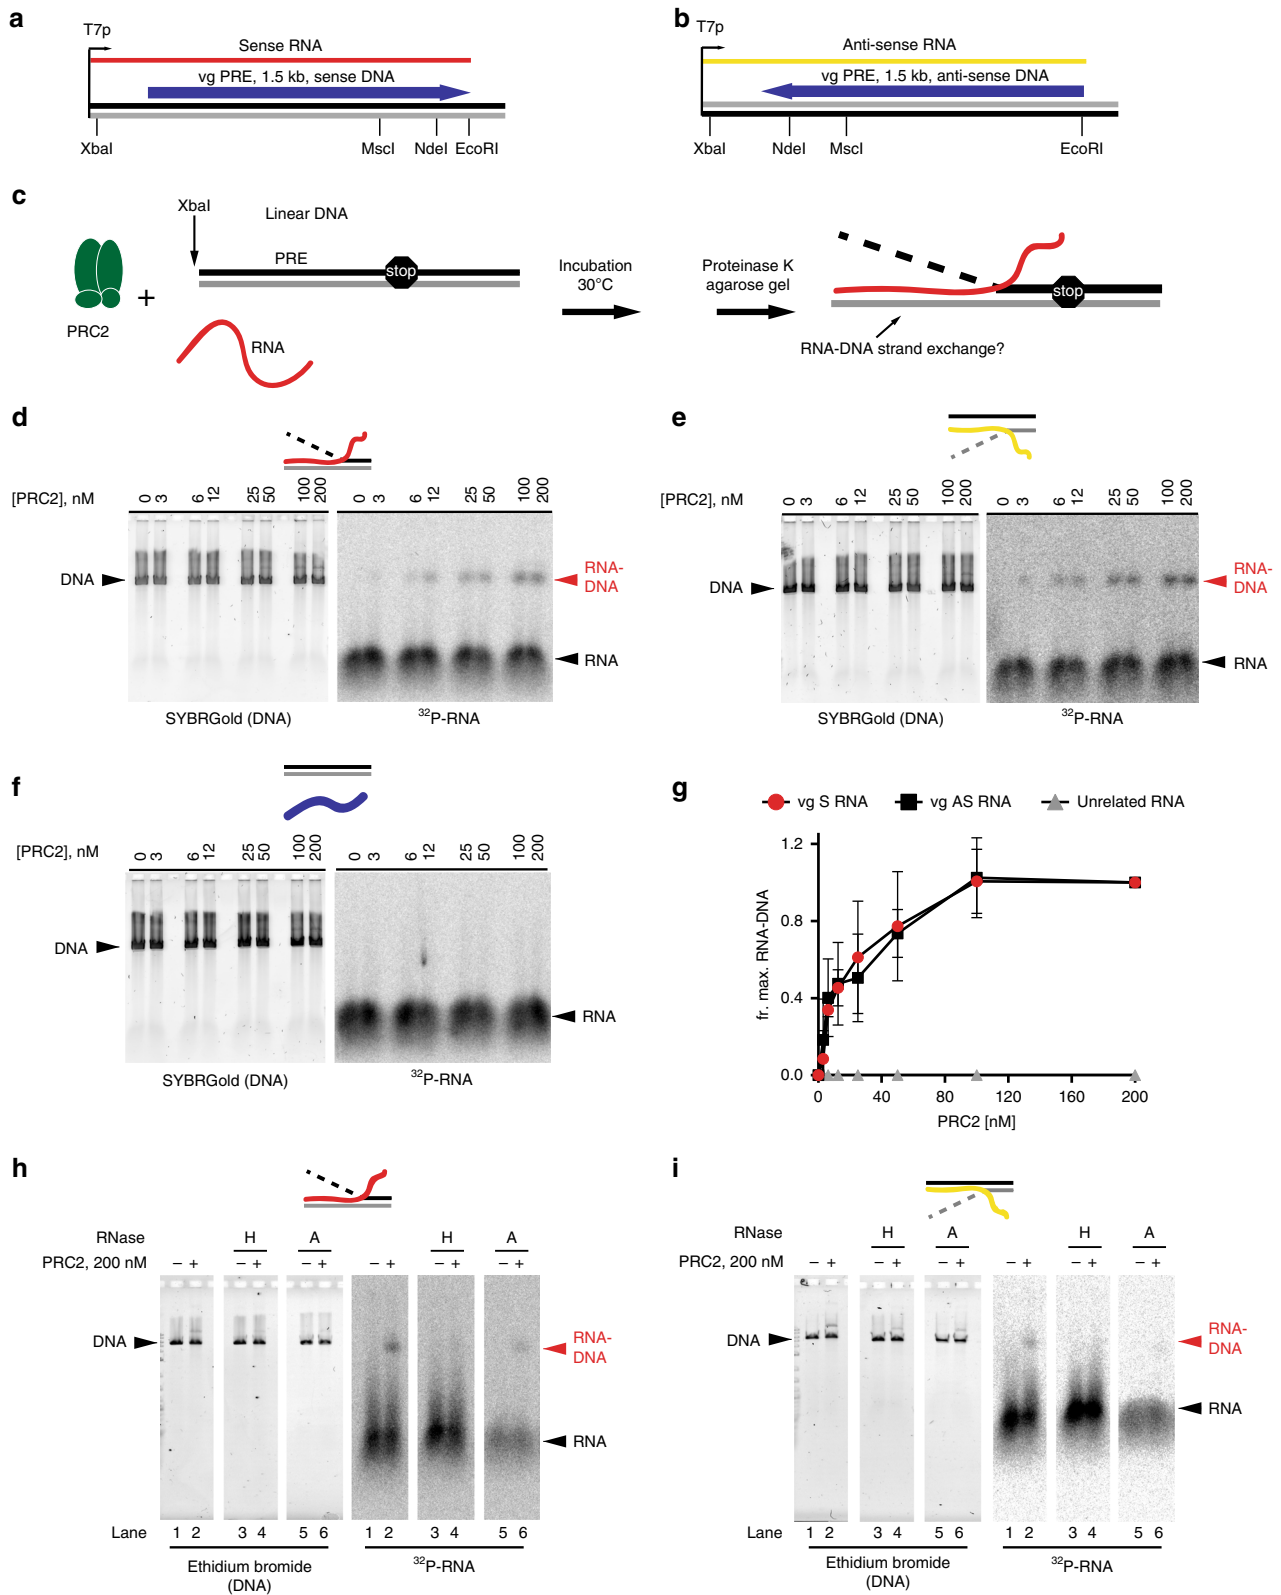 a
T7p
Sense RNA
vg PRE, 1.5 kb, sense DNA
XbaI
MscI
NdeI
EcoRI
b
T7p
Anti-sense RNA
vg PRE, 1.5 kb, anti-sense DNA
XbaI
NdeI
MscI
EcoRI
c
XbaI
Linear DNA
PRE
stop
PRC2
+
RNA
Incubation
30°C
Proteinase K
agarose gel
stop
RNA-DNA strand exchange?
d
[PRC2], nM
0 3 6 12 25 50 100 200
0 3 6 12 25 50 100 200
DNA
RNA-
DNA
RNA
SYBRGold (DNA)
32P-RNA
e
[PRC2], nM
0 3 6 12 25 50 100 200
0 3 6 12 25 50 100 200
DNA
RNA-
DNA
RNA
SYBRGold (DNA)
32P-RNA
f
[PRC2], nM
0 3 6 12 25 50 100 200
0 3 6 12 25 50 100 200
DNA
RNA
SYBRGold (DNA)
32P-RNA
g
vg S RNA
vg AS RNA
Unrelated RNA
fr. max. RNA-DNA
1.2
0.8
0.4
0.0
0 40 80 120 160 200
PRC2 [nM]
h
RNase H A H A
PRC2, 200 nM − + − + − + − + − + − +
DNA
RNA-
DNA
RNA
Lane 1 2 3 4 5 6 1 2 3 4 5 6
Ethidium bromide
(DNA)
32P-RNA
i
RNase H A H A
PRC2, 200 nM − + − + − + − + − + − +
DNA
RNA-
DNA
RNA
Lane 1 2 3 4 5 6 1 2 3 4 5 6
Ethidium bromide
(DNA)
32P-RNA